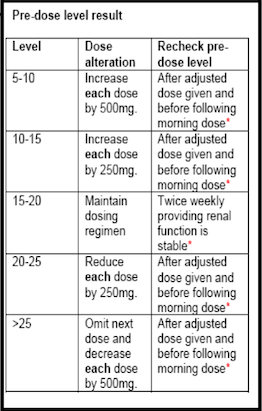 Pre-dose level result
Level Dose alteration Recheck pre-dose level
5-10 Increase each dose by 500mg. After adjusted dose given and before following morning dose*
10-15 Increase each dose by 250mg. After adjusted dose given and before following morning dose*
15-20 Maintain dosing regimen Twice weekly providing renal function is stable*
20-25 Reduce each dose by 250mg. After adjusted dose given and before following morning dose*
>25 Omit next dose and decrease each dose by 500mg. After adjusted dose given and before following morning dose*